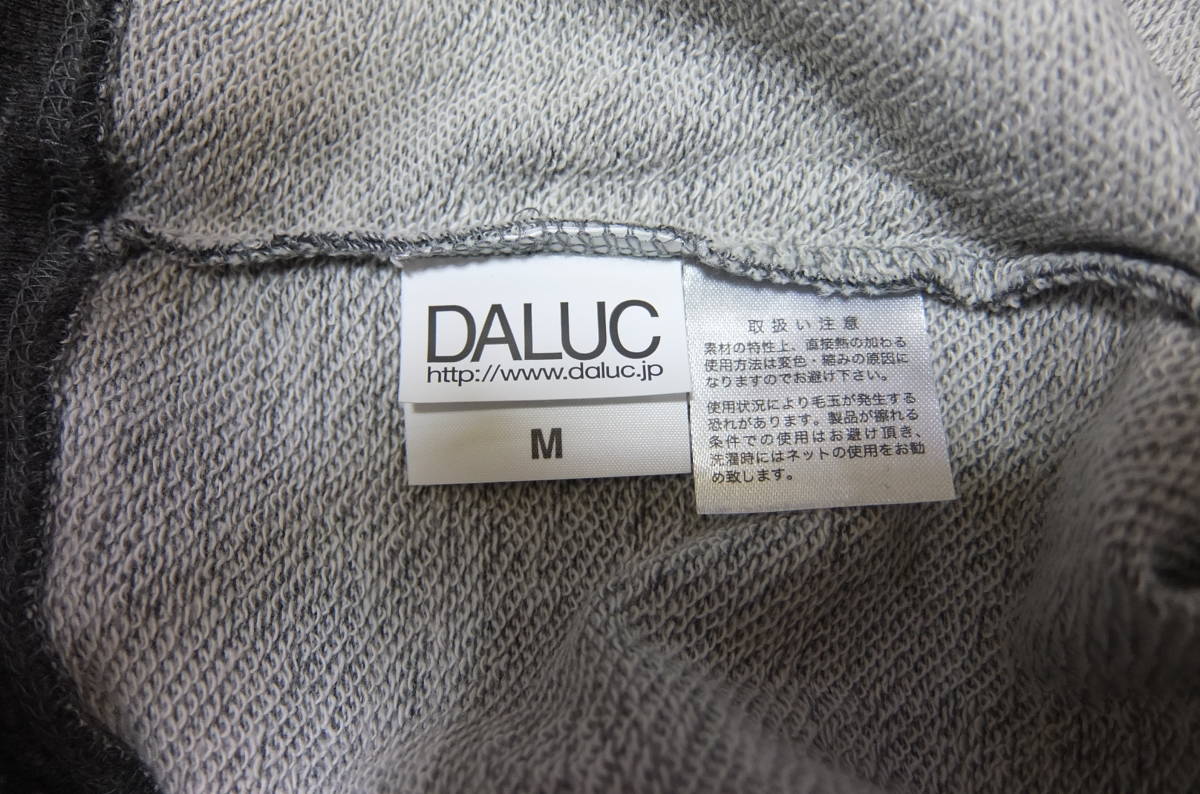 DALUC
http://www.daluc.jp
M
取扱い注意
素材の特性上、直接熱の加わる
使用方法は変色・縮みの原因に
なりますのでお避け下さい。
使用状況により毛玉が発生する
恐れがあります。製品が擦れる
条件での使用はお避け頂き、
洗濯時にはネットの使用をお勧
め致します。